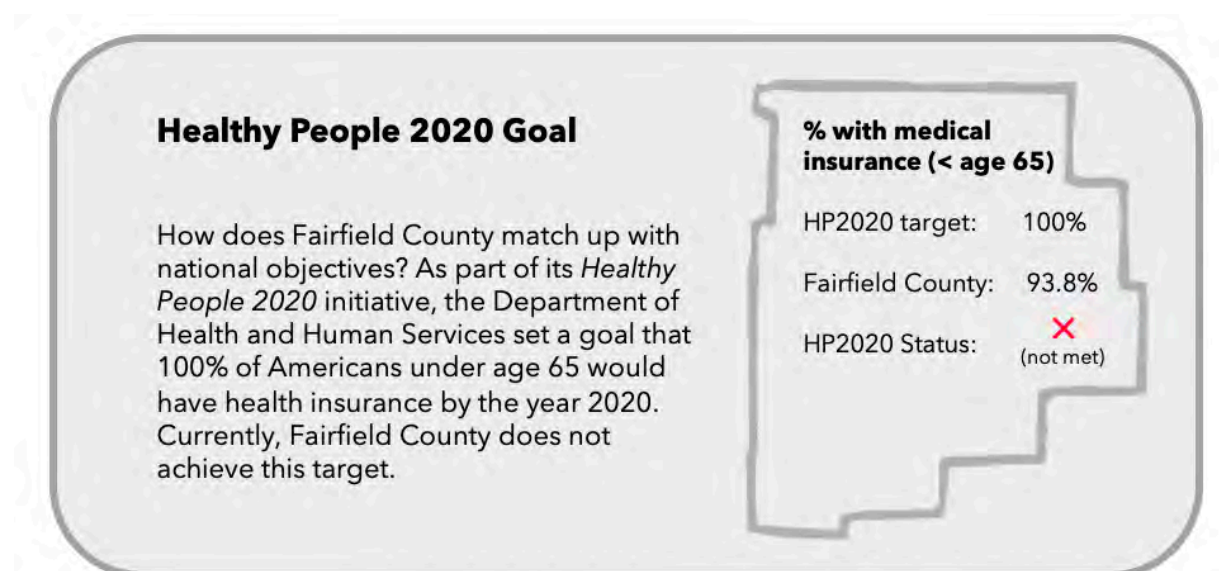 Healthy People 2020 Goal
How does Fairfield County match up with
national objectives? As part of its Healthy
People 2020 initiative, the Department of
Health and Human Services set a goal that
100% of Americans under age 65 would
have health insurance by the year 2020.
Currently, Fairfield County does not
achieve this target.
% with medical
insurance (< age 65)
HP2020 target: 100%
Fairfield County: 93.8%
HP2020 Status: ✕
(not met)